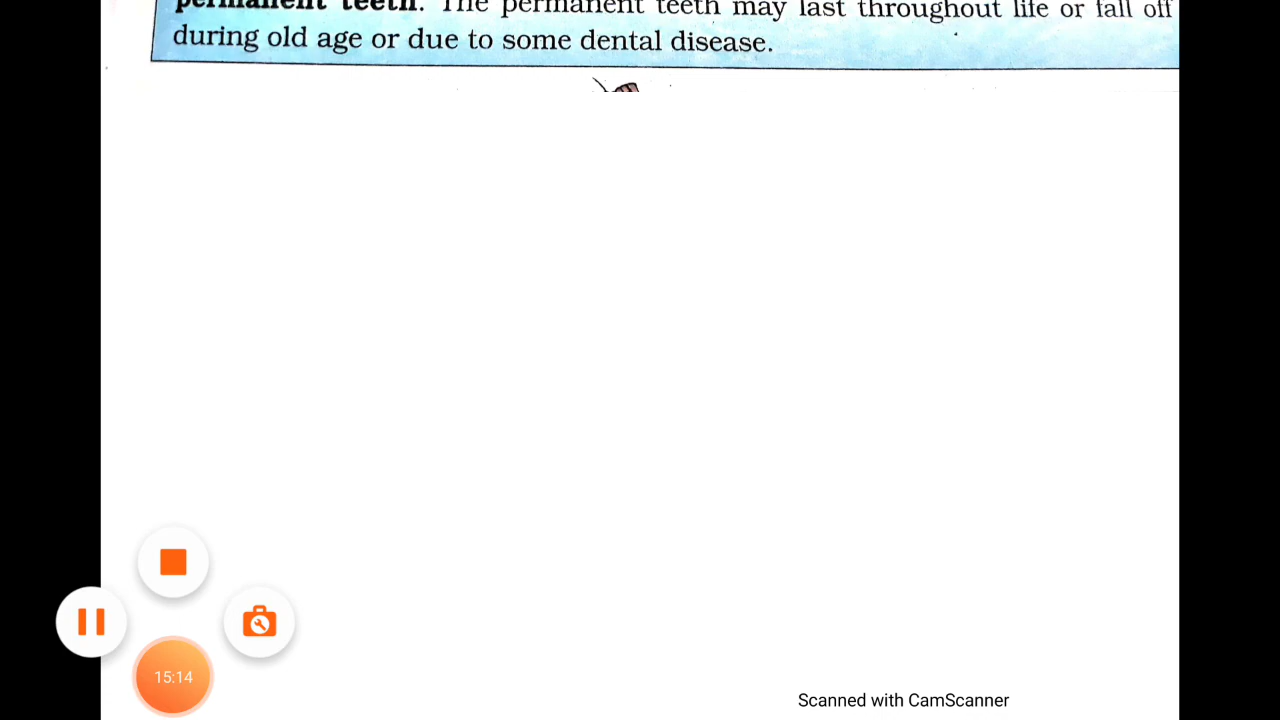 permanent teeth. The permanent teeth may last throughout life or fall off
during old age or due to some dental disease.
15:14
Scanned with CamScanner